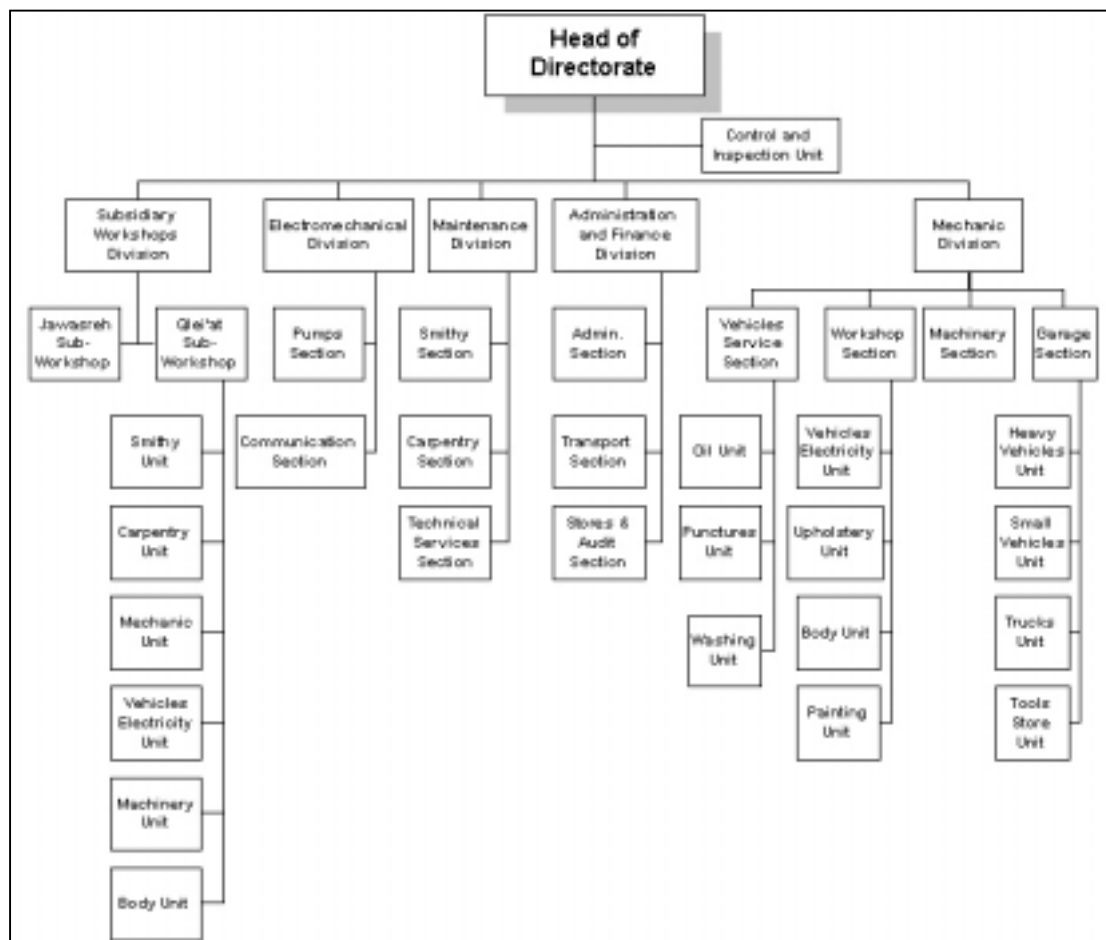 Head of
Directorate
Control and
Inspection Unit
Subsidiary
Workshops
Division
Electromechanical
Division
Maintenance
Division
Administration
and Finance
Division
Mechanic
Division
Jawasreh
Sub-
Workshop
Qlei'at
Sub-
Workshop
Pumps
Section
Smithy
Section
Admin.
Section
Vehicles
Service
Section
Workshop
Section
Machinery
Section
Garage
Section
Smithy
Unit
Communication
Section
Carpentry
Section
Transport
Section
Oil Unit
Vehicles
Electricity
Unit
Heavy
Vehicles
Unit
Carpentry
Unit
Technical
Services
Section
Stores &
Audit
Section
Punctures
Unit
Upholstery
Unit
Small
Vehicles
Unit
Mechanic
Unit
Washing
Unit
Body Unit
Trucks
Unit
Vehicles
Electricity
Unit
Painting
Unit
Tools
Store
Unit
Machinery
Unit
Body Unit